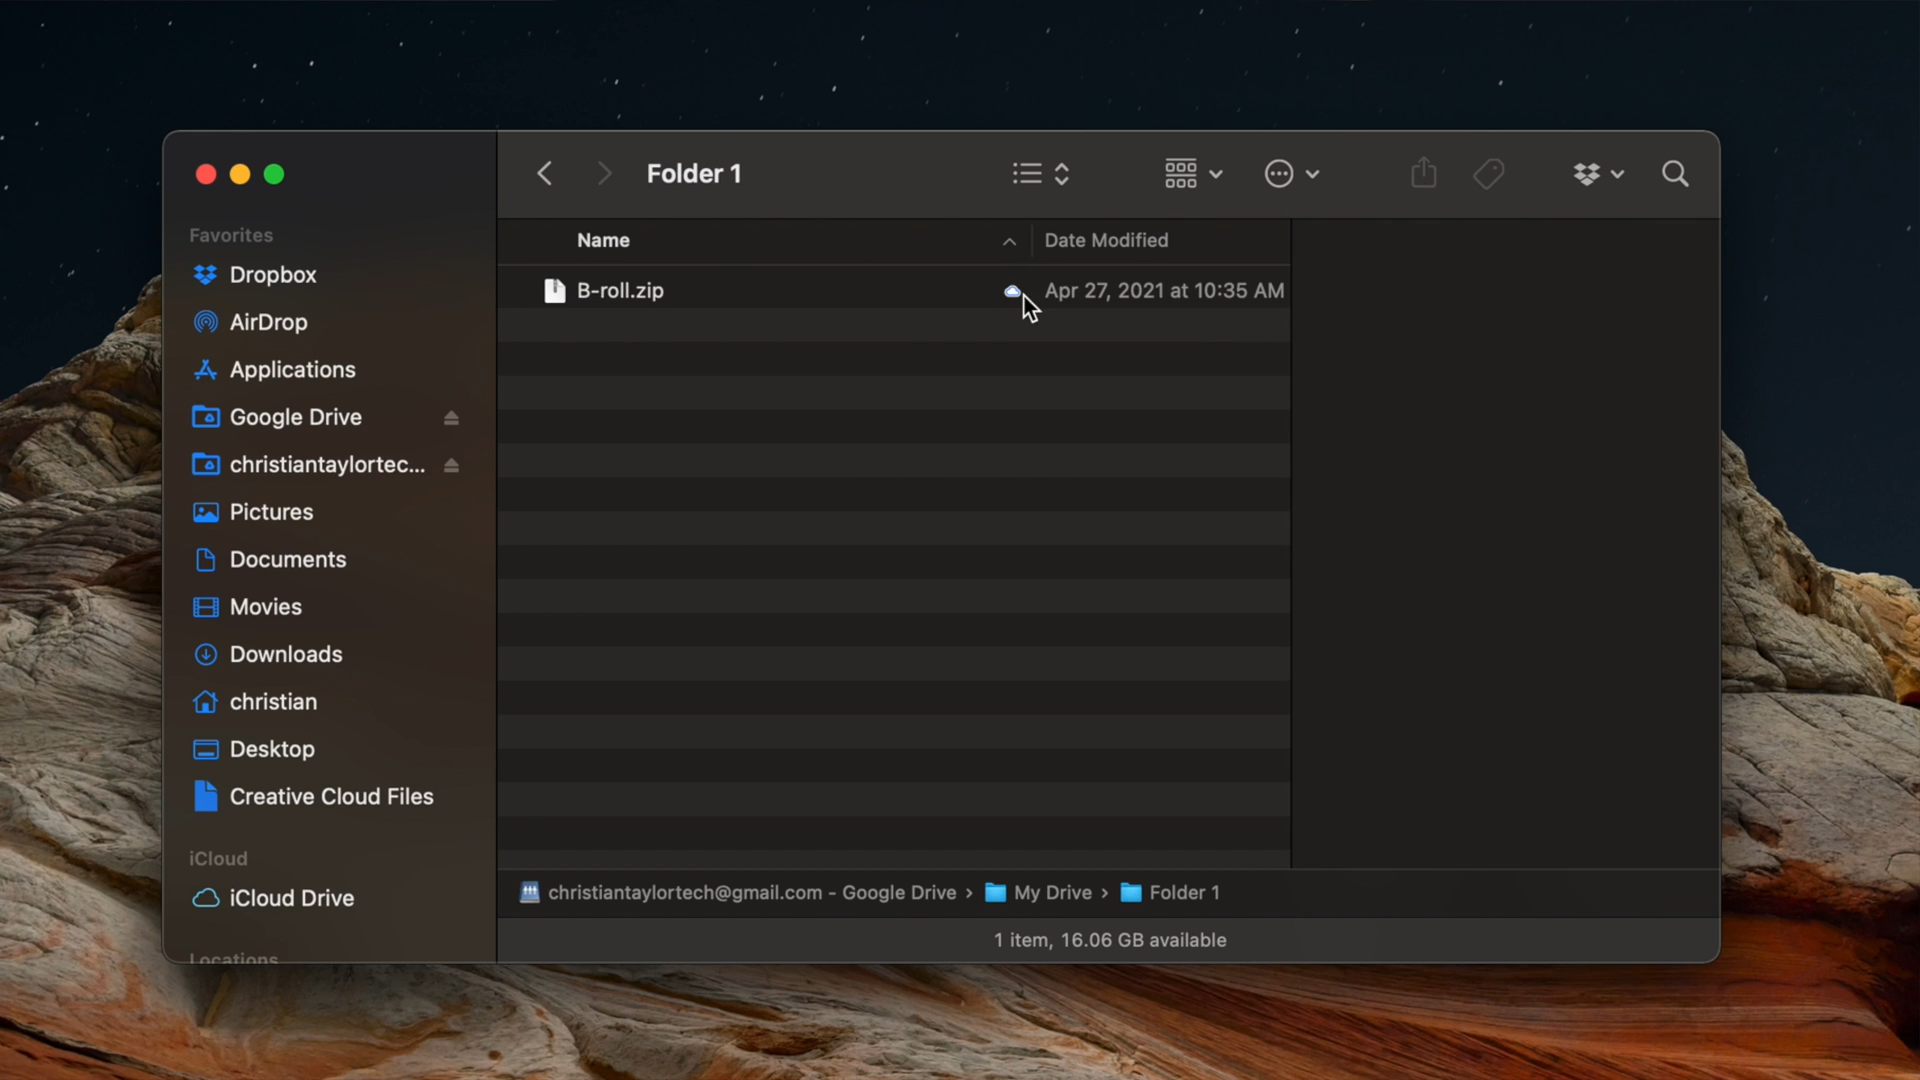 Folder 1
Favorites
Dropbox
AirDrop
Applications
Google Drive
christiantaylortec...
Pictures
Documents
Movies
Downloads
christian
Desktop
Creative Cloud Files
iCloud
iCloud Drive
Locations
Name
Date Modified
B-roll.zip
Apr 27, 2021 at 10:35 AM
christiantaylortech@gmail.com - Google Drive › My Drive › Folder 1
1 item, 16.06 GB available